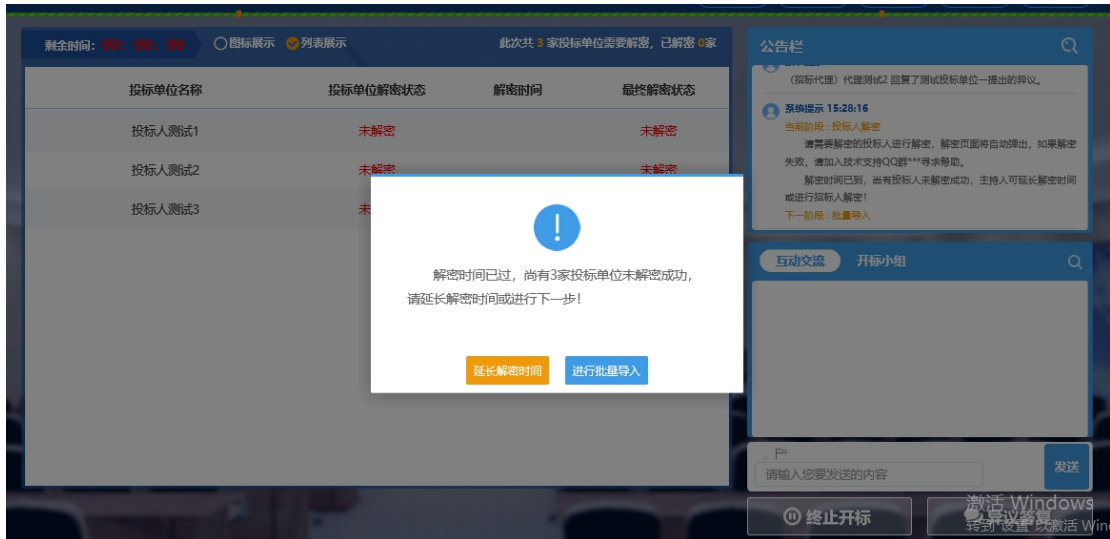 剩余时间： 00: 00: 00
图标展示 列表展示
此次共 3 家投标单位需要解密，已解密 0家
投标单位名称 投标单位解密状态 解密时间 最终解密状态
投标人测试1 未解密 未解密
投标人测试2 未解密 未解密
投标人测试3 未
解密时间已过，尚有3家投标单位未解密成功，
请延长解密时间或进行下一步！
延长解密时间 进行批量导入
公告栏
（招标代理）代理测试2 回复了测试投标单位一提出的异议。
系统提示 15:28:16
当前阶段 : 投标人解密
请需要解密的投标人进行解密，解密页面将自动弹出，如果解密
失败，请加入技术支持QQ群***寻求帮助。
解密时间已到，尚有投标人未解密成功，主持人可延长解密时间
或进行招标人解密！
下一阶段 : 批量导入
互动交流 开标小组
请输入您要发送的内容
发送
终止开标
异议答复
激活 Windows
转到"设置"以激活 Win